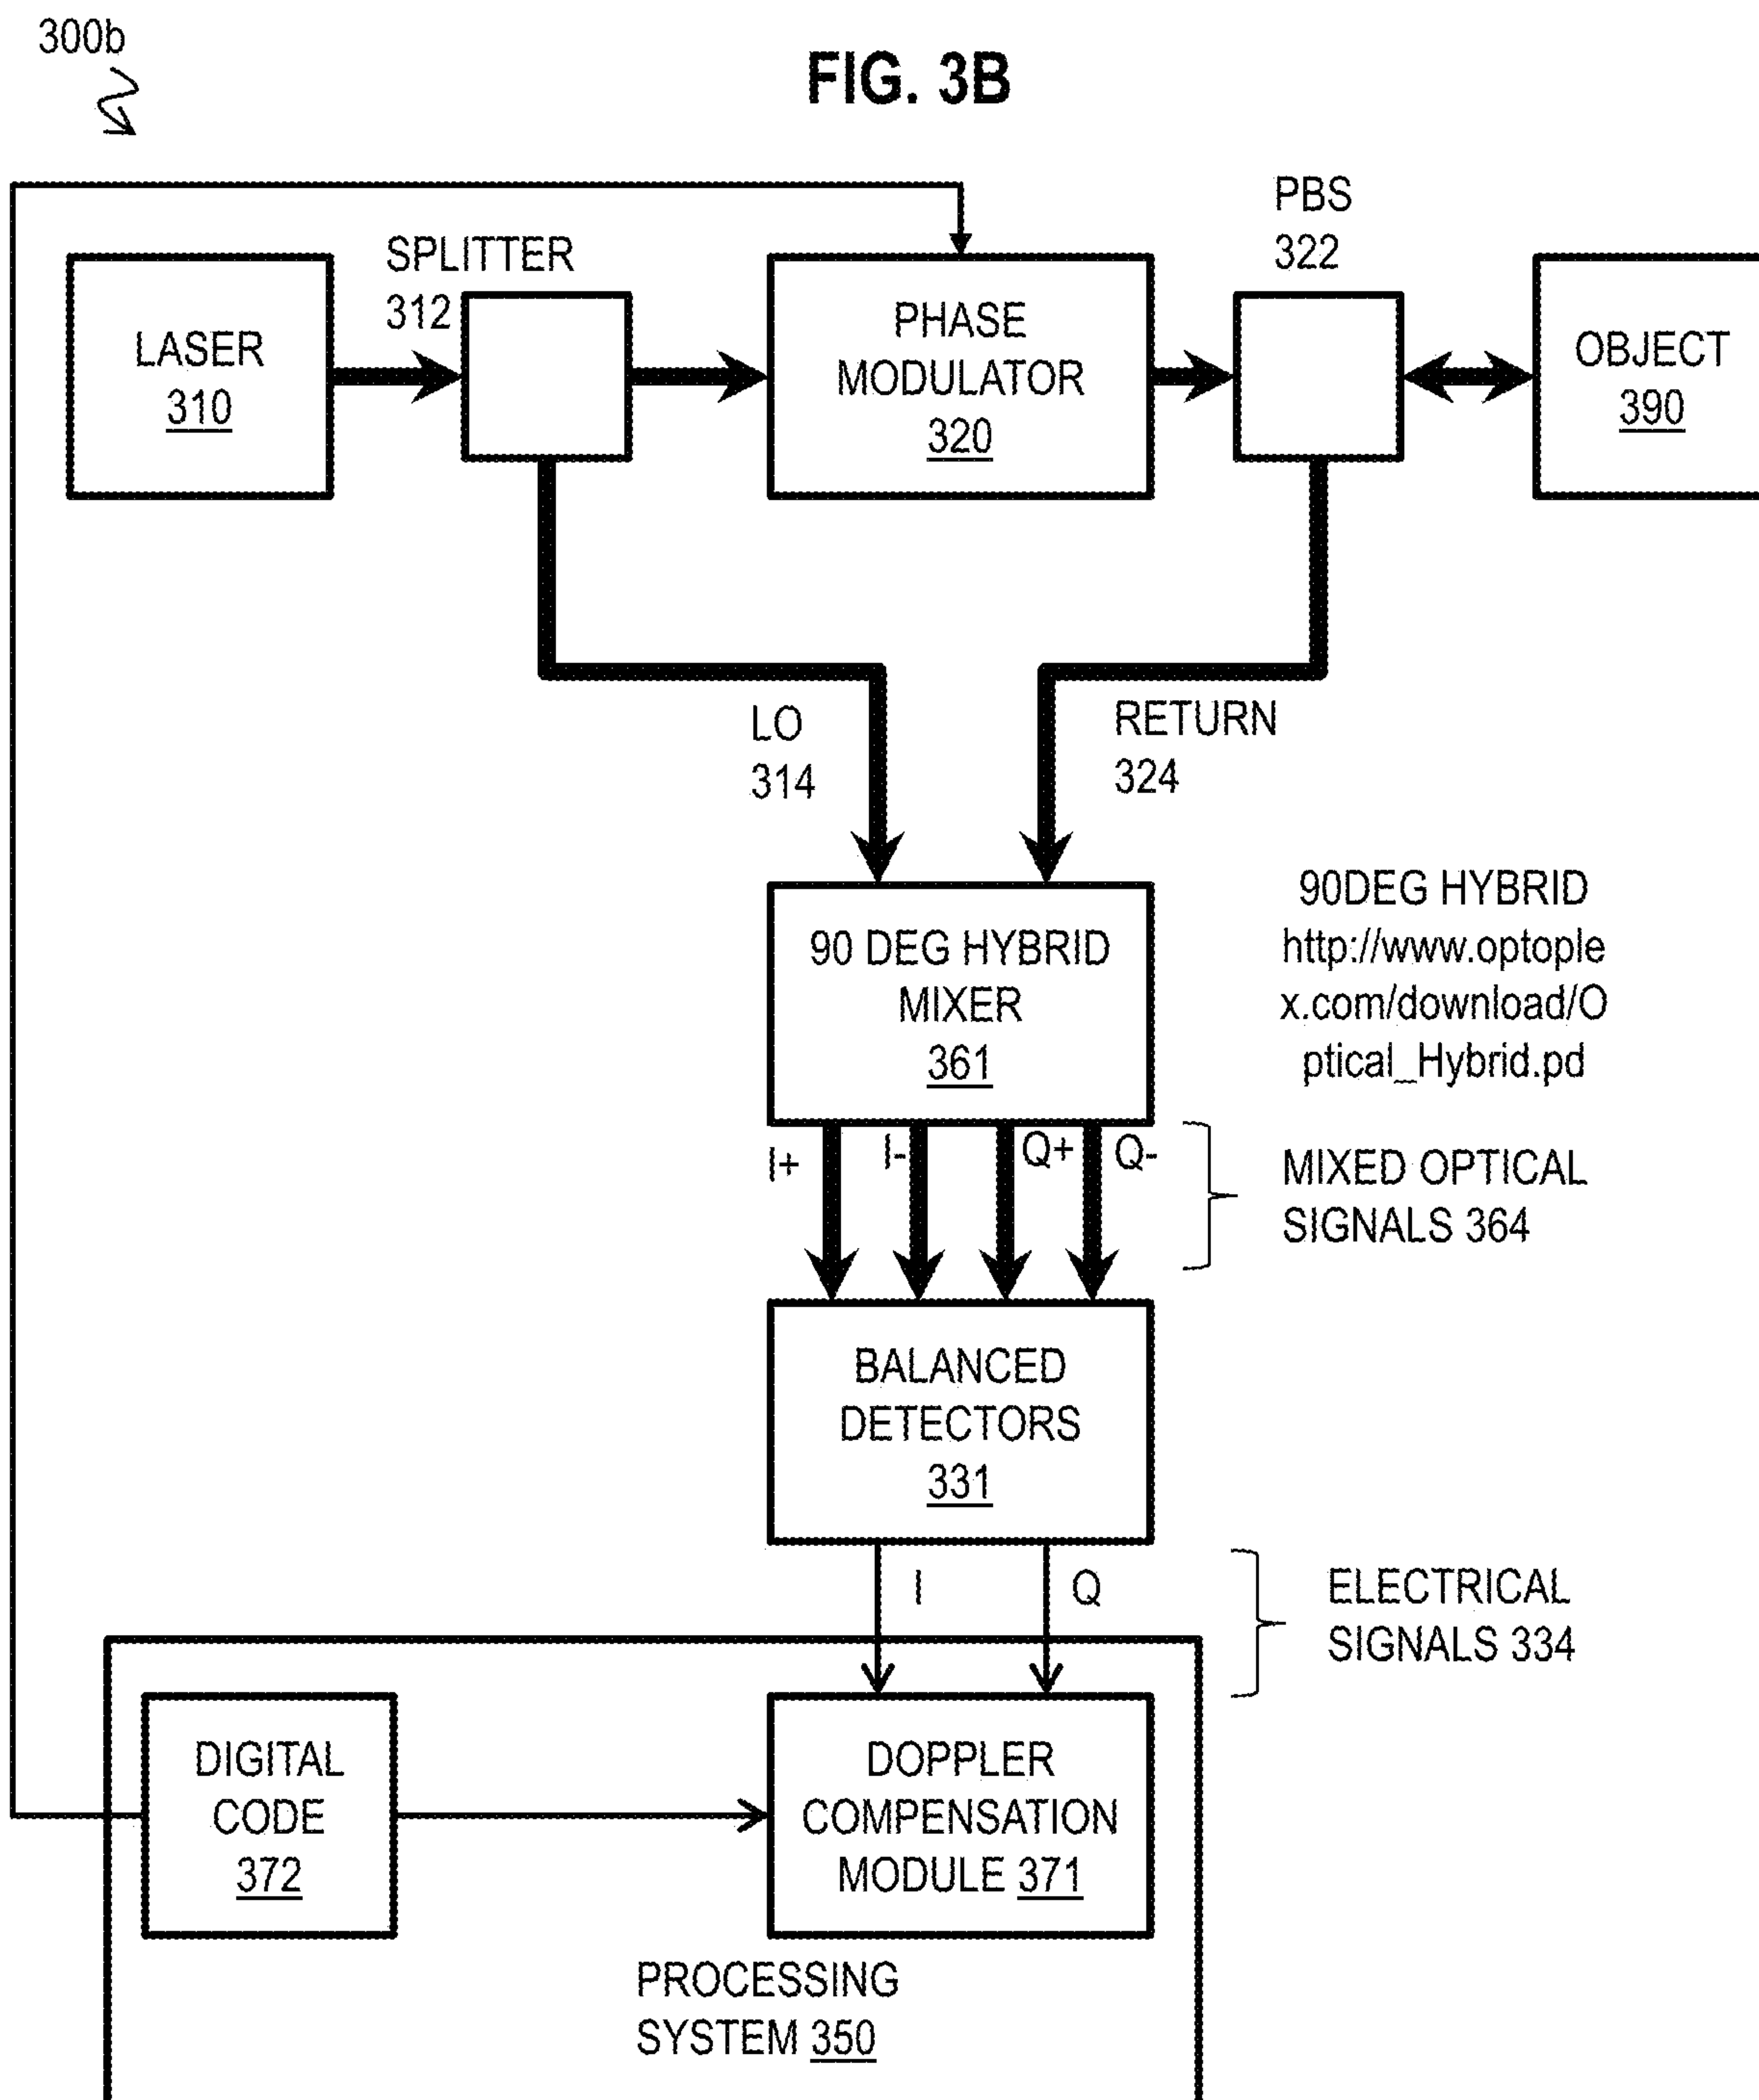 300b
FIG. 3B
PBS
322
SPLITTER
312
LASER
310
PHASE
MODULATOR
320
OBJECT
390
LO
314
RETURN
324
90 DEG HYBRID
MIXER
361
90DEG HYBRID
http://www.optople
x.com/download/O
ptical_Hybrid.pd
I+ I- Q+ Q-
MIXED OPTICAL
SIGNALS 364
BALANCED
DETECTORS
331
I Q
ELECTRICAL
SIGNALS 334
DIGITAL
CODE
372
DOPPLER
COMPENSATION
MODULE 371
PROCESSING
SYSTEM 350